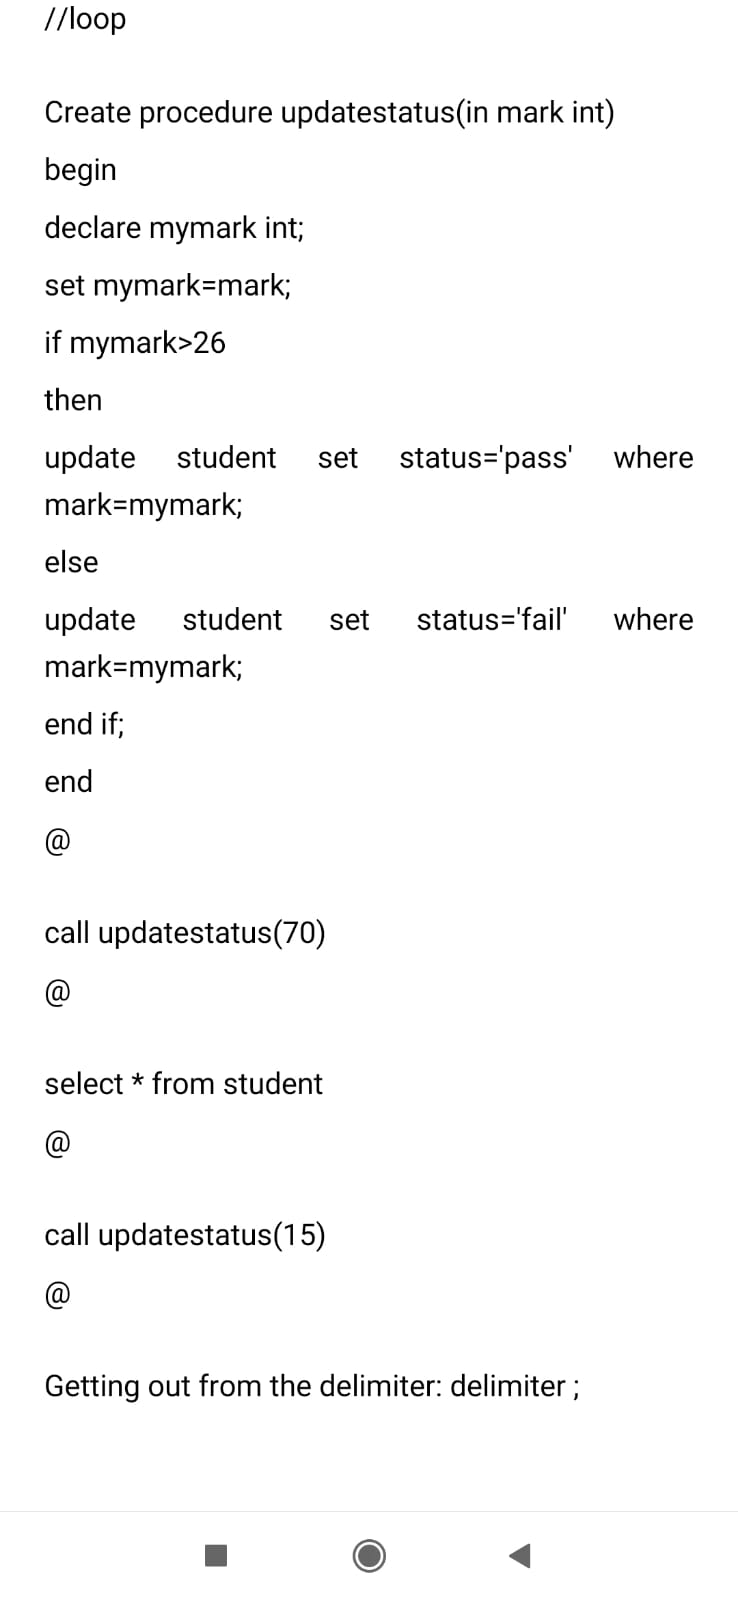 //loop
Create procedure updatestatus(in mark int)
begin
declare mymark int;
set mymark=mark;
if mymark>26
then
update student set status='pass' where
mark=mymark;
else
update student set status='fail' where
mark=mymark;
end if;
end
@
call updatestatus(70)
@
select * from student
@
call updatestatus(15)
@
Getting out from the delimiter: delimiter ;